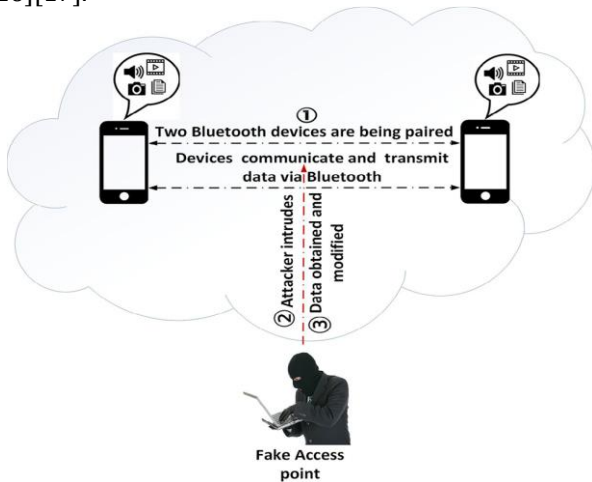 ①
Two Bluetooth devices are being paired
Devices communicate and transmit
data via Bluetooth
② Attacker intrudes
③ Data obtained and
modified
Fake Access
point